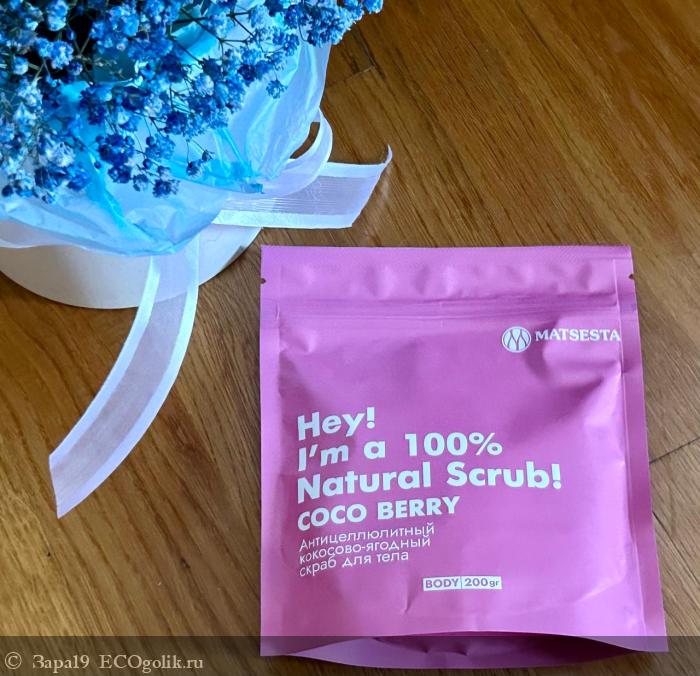 MATSESTA
Hey!
I'm a 100%
Natural Scrub!
COCO BERRY
Антицеллюлитный
кокосово-ягодный
скраб для тела
BODY 200gr
© Зара19 ECOgolik.ru